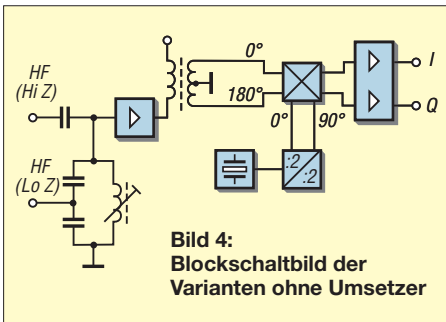 0°
HF
(Hi Z)
180°
I
Q
0°
90°
HF
(Lo Z)
:2
:2
Bild 4:
Blockschaltbild der
Varianten ohne Umsetzer